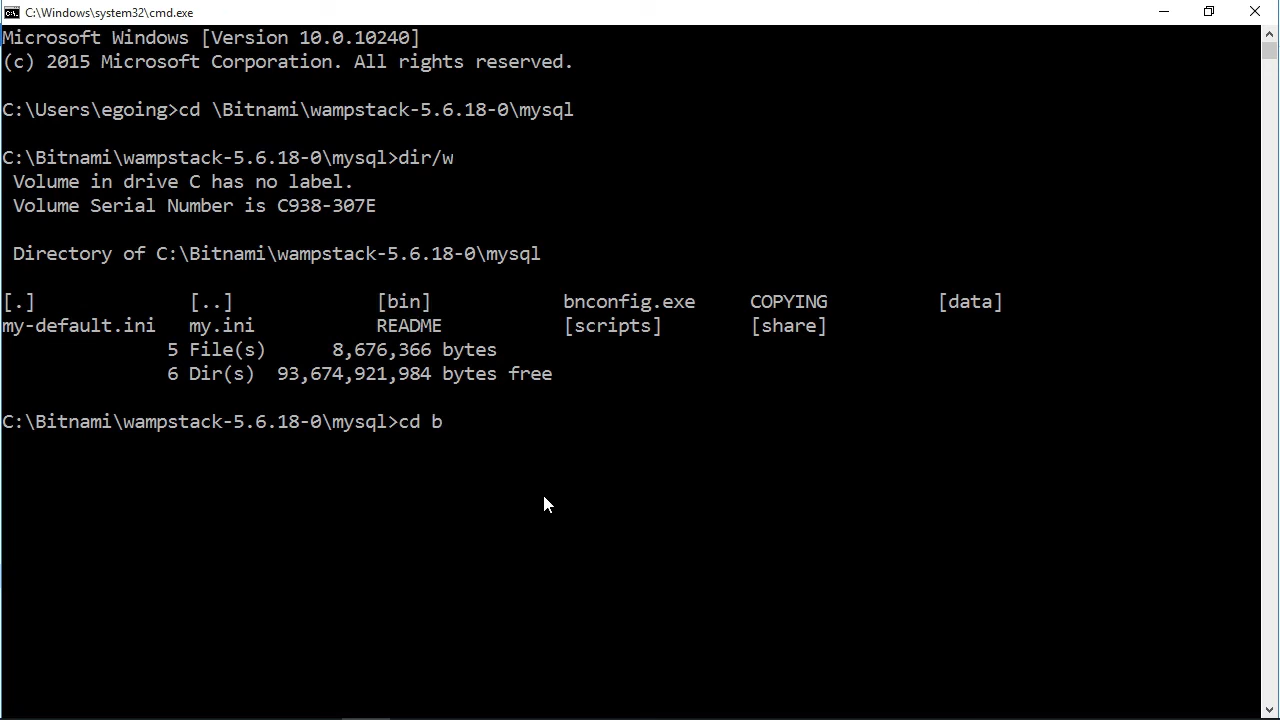 C:\Windows\system32\cmd.exe
Microsoft Windows [Version 10.0.10240]
(c) 2015 Microsoft Corporation. All rights reserved.
C:\Users\egoing>cd \Bitnami\wampstack-5.6.18-0\mysql
C:\Bitnami\wampstack-5.6.18-0\mysql>dir/w
Volume in drive C has no label.
Volume Serial Number is C938-307E
Directory of C:\Bitnami\wampstack-5.6.18-0\mysql
[.] [..] [bin] bnconfig.exe COPYING [data]
my-default.ini my.ini README [scripts] [share]
5 File(s) 8,676,366 bytes
6 Dir(s) 93,674,921,984 bytes free
C:\Bitnami\wampstack-5.6.18-0\mysql>cd b